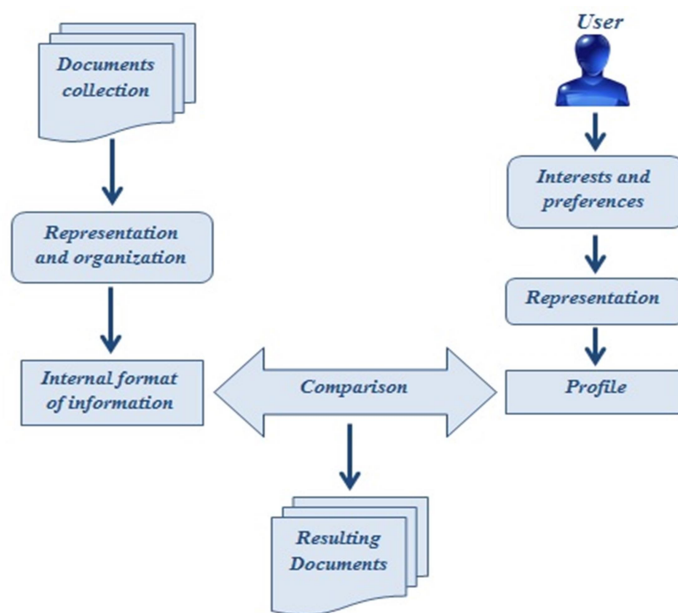 Documents
collection
User
Interests and
preferences
Representation
and organization
Representation
Internal format
of information
Comparison
Profile
Resulting
Documents